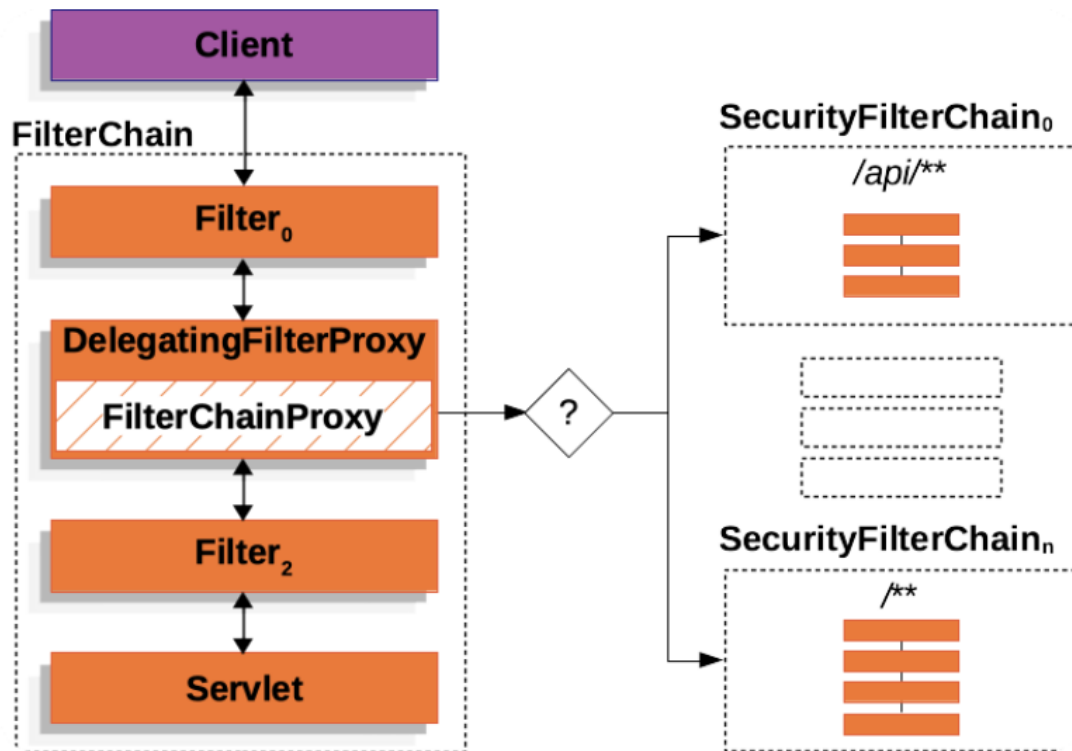 Client
FilterChain
Filter0
DelegatingFilterProxy
FilterChainProxy
Filter2
Servlet
?
SecurityFilterChain0
/api/**
SecurityFilterChainn
/**